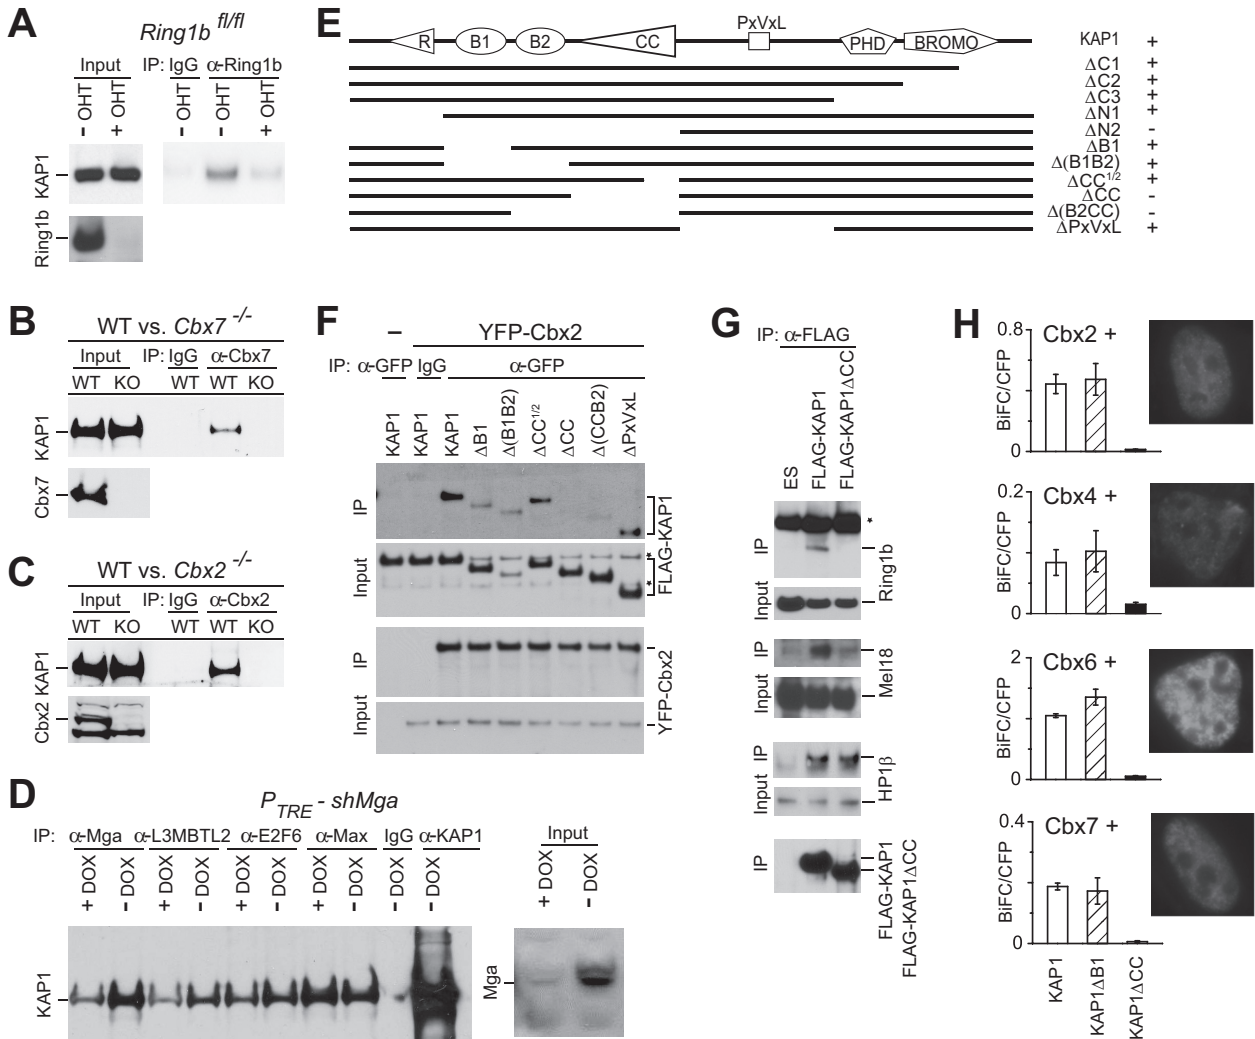 A
Ring1b fl/fl
Input
IP: IgG α-Ring1b
- OHT
+ OHT
- OHT
- OHT
+ OHT
KAP1
Ring1b
B
WT vs. Cbx7 -/-
Input IP: IgG α-Cbx7
WT KO WT WT KO
KAP1
Cbx7
C
WT vs. Cbx2 -/-
Input IP: IgG α-Cbx2
WT KO WT WT KO
KAP1
Cbx2
D
P TRE - shMga
IP: α-Mga α-L3MBTL2 α-E2F6 α-Max IgG α-KAP1
Input
+ DOX
- DOX
+ DOX
- DOX
+ DOX
- DOX
+ DOX
- DOX
- DOX
- DOX
+ DOX
- DOX
KAP1
Mga
E
PxVxL
R B1 B2 CC PHD BROMO
KAP1 +
ΔC1 +
ΔC2 +
ΔC3 +
ΔN1 +
ΔN2 -
ΔB1 +
Δ(B1B2) +
ΔCC1/2 +
ΔCC -
Δ(B2CC) -
ΔPxVxL +
F
– YFP-Cbx2
IP: α-GFP IgG α-GFP
KAP1
KAP1
KAP1
ΔB1
Δ(B1B2)
ΔCC1/2
ΔCC
Δ(CCB2)
ΔPxVxL
IP
Input
*
*
FLAG-KAP1
IP
Input
YFP-Cbx2
G
IP: α-FLAG
ES
FLAG-KAP1
FLAG-KAP1ΔCC
IP
*
Input
Ring1b
IP
Input
Mel18
IP
Input
HP1β
IP
FLAG-KAP1
FLAG-KAP1ΔCC
H
Cbx2 +
0.8
BiFC/CFP
0
Cbx4 +
0.2
BiFC/CFP
0
Cbx6 +
2
BiFC/CFP
1
0
Cbx7 +
0.4
BiFC/CFP
0.2
0
KAP1
KAP1ΔB1
KAP1ΔCC